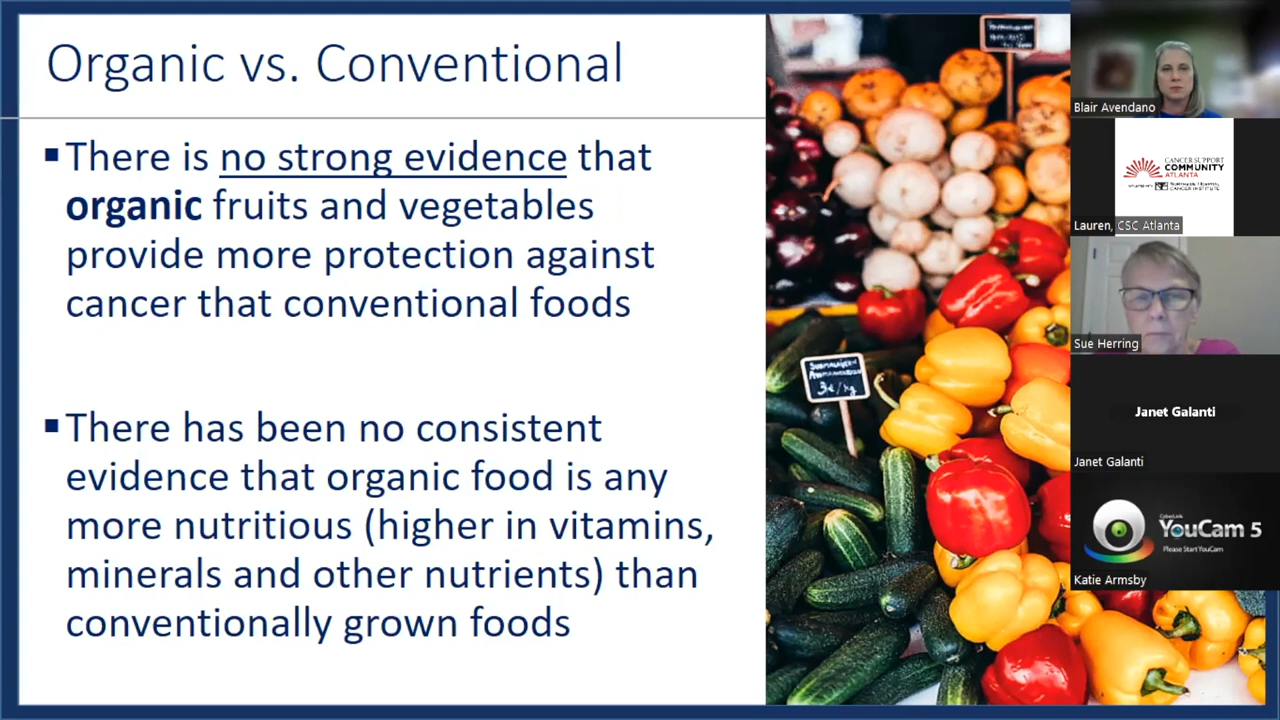 Organic vs. Conventional
There is no strong evidence that
organic fruits and vegetables
provide more protection against
cancer that conventional foods
There has been no consistent
evidence that organic food is any
more nutritious (higher in vitamins,
minerals and other nutrients) than
conventionally grown foods
3€/kg
Blair Avendano
CANCER SUPPORT
COMMUNITY
ATLANTA
Lauren, CSC Atlanta
Sue Herring
Janet Galanti
Janet Galanti
CyberLink
YouCam 5
Please Start YouCam
Katie Armsby